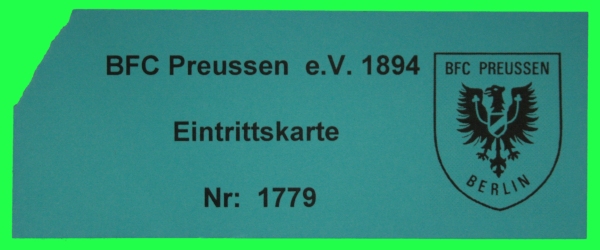 BFC Preussen e.V. 1894
Eintrittskarte
Nr: 1779
BFC PREUSSEN
BERLIN